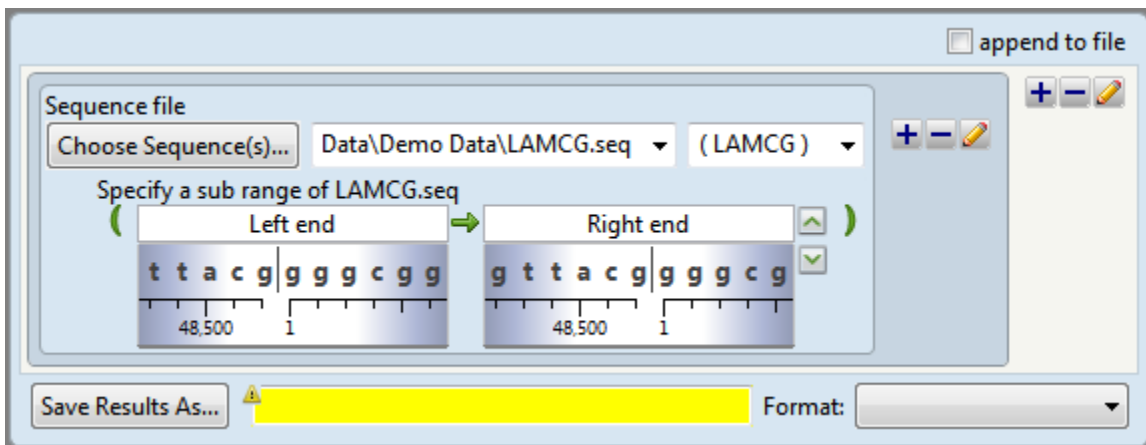 append to file
Sequence file
Choose Sequence(s)... Data\Demo Data\LAMCG.seq ( LAMCG )
Specify a sub range of LAMCG.seq
( Left end Right end )
t t a c g g g g c g g g t t a c g g g g c g
48,500 1 48,500 1
Save Results As... Format: